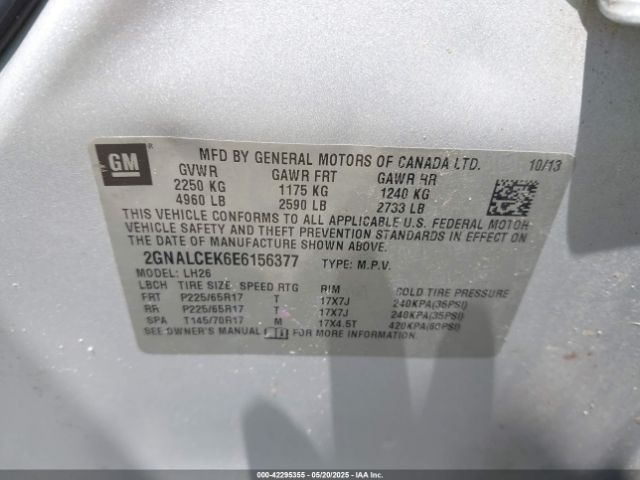 GM
MFD BY GENERAL MOTORS OF CANADA LTD. 10/13
GVWR GAWR FRT GAWR RR
2250 KG 1175 KG 1240 KG
4960 LB 2590 LB 2733 LB
THIS VEHICLE CONFORMS TO ALL APPLICABLE U.S. FEDERAL MOTOR
VEHICLE SAFETY AND THEFT PREVENTION STANDARDS IN EFFECT ON
THE DATE OF MANUFACTURE SHOWN ABOVE.
2GNALCEK6E6156377 TYPE: M.P.V.
MODEL: LH26
LBCH TIRE SIZE SPEED RTG RIM COLD TIRE PRESSURE
FRT P225/65R17 T 17X7J 240KPA(35PSI)
RR P225/65R17 T 17X7J 240KPA(35PSI)
SPA T145/70R17 M 17X4.5T 420KPA(60PSI)
SEE OWNER'S MANUAL FOR MORE INFORMATION.
000-42295355 - 05/20/2025 - IAAI.COM